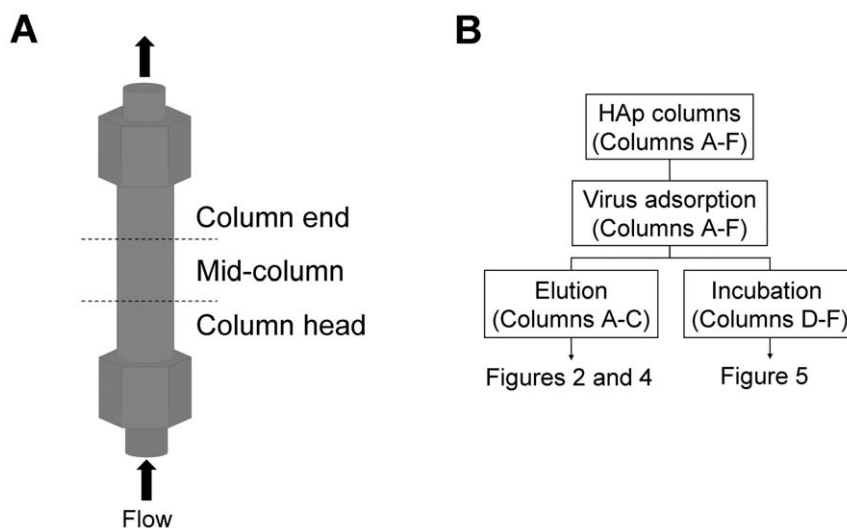 A
Column end
Mid-column
Column head
Flow
B
HAp columns
(Columns A-F)
Virus adsorption
(Columns A-F)
Elution
(Columns A-C)
Incubation
(Columns D-F)
Figures 2 and 4
Figure 5